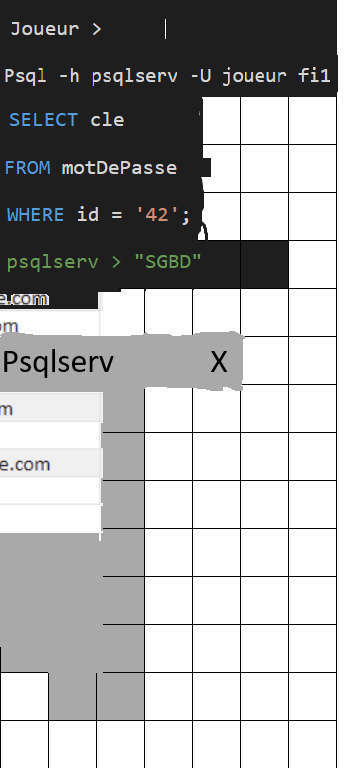 Joueur >
Psql -h psqlserv -U joueur fi1
SELECT cle
FROM motDePasse
WHERE id = '42';
psqlserv > "SGBD"
e.com
om
Psqlserv X
m
e.com